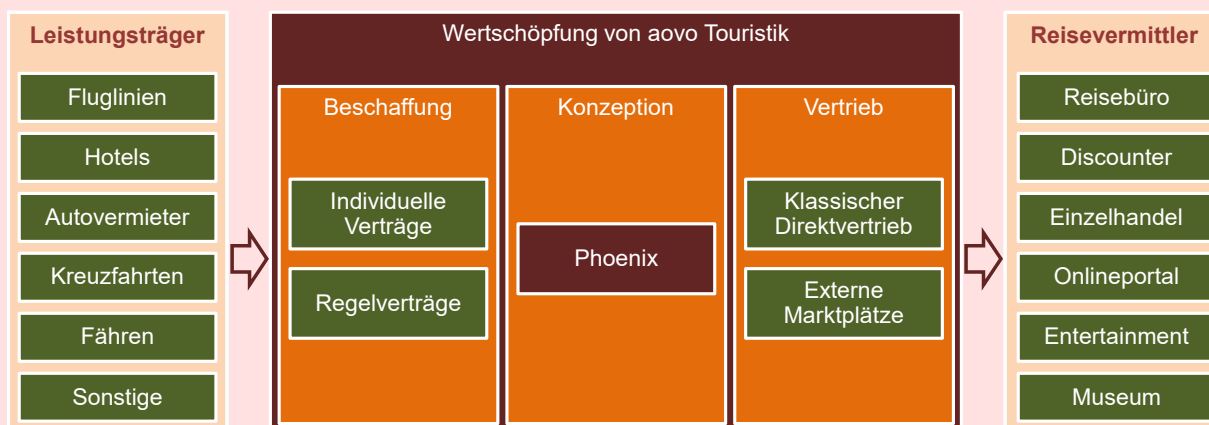 Leistungsträger
Fluglinien
Hotels
Autovermieter
Kreuzfahrten
Fähren
Sonstige
Wertschöpfung von aovo Touristik
Beschaffung
Individuelle
Verträge
Regelverträge
Konzeption
Phoenix
Vertrieb
Klassischer
Direktvertrieb
Externe
Marktplätze
Reisevermittler
Reisebüro
Discounter
Einzelhandel
Onlineportal
Entertainment
Museum